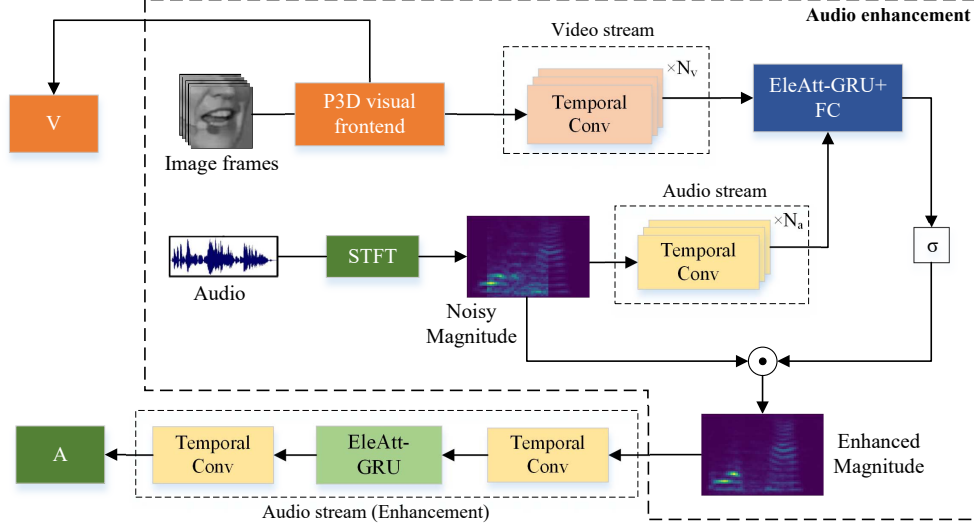 Audio enhancement
Video stream
×Nᵥ
Temporal
Conv
EleAtt-GRU+
FC
V
P3D visual
frontend
Image frames
Audio stream
×Nₐ
Temporal
Conv
σ
STFT
Audio
Noisy
Magnitude
Enhanced
Magnitude
A
Temporal
Conv
EleAtt-
GRU
Temporal
Conv
Audio stream (Enhancement)